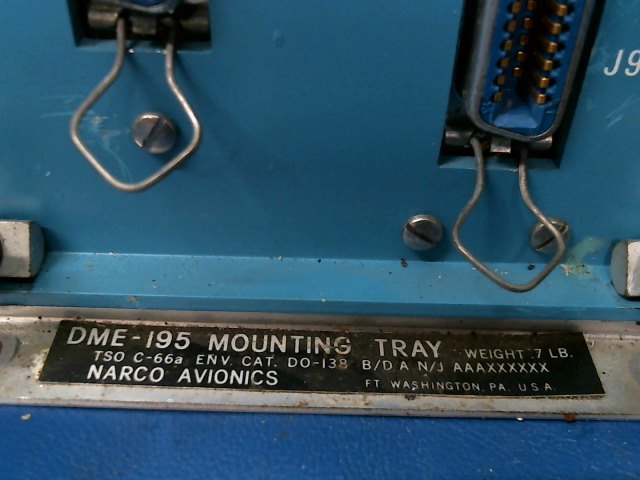 J9
DME-195 MOUNTING TRAY WEIGHT .7 LB.
TSO C-66a ENV. CAT. DO-138 B/D A N/J AAAXXXXXX
NARCO AVIONICS FT. WASHINGTON, PA. U.S.A.